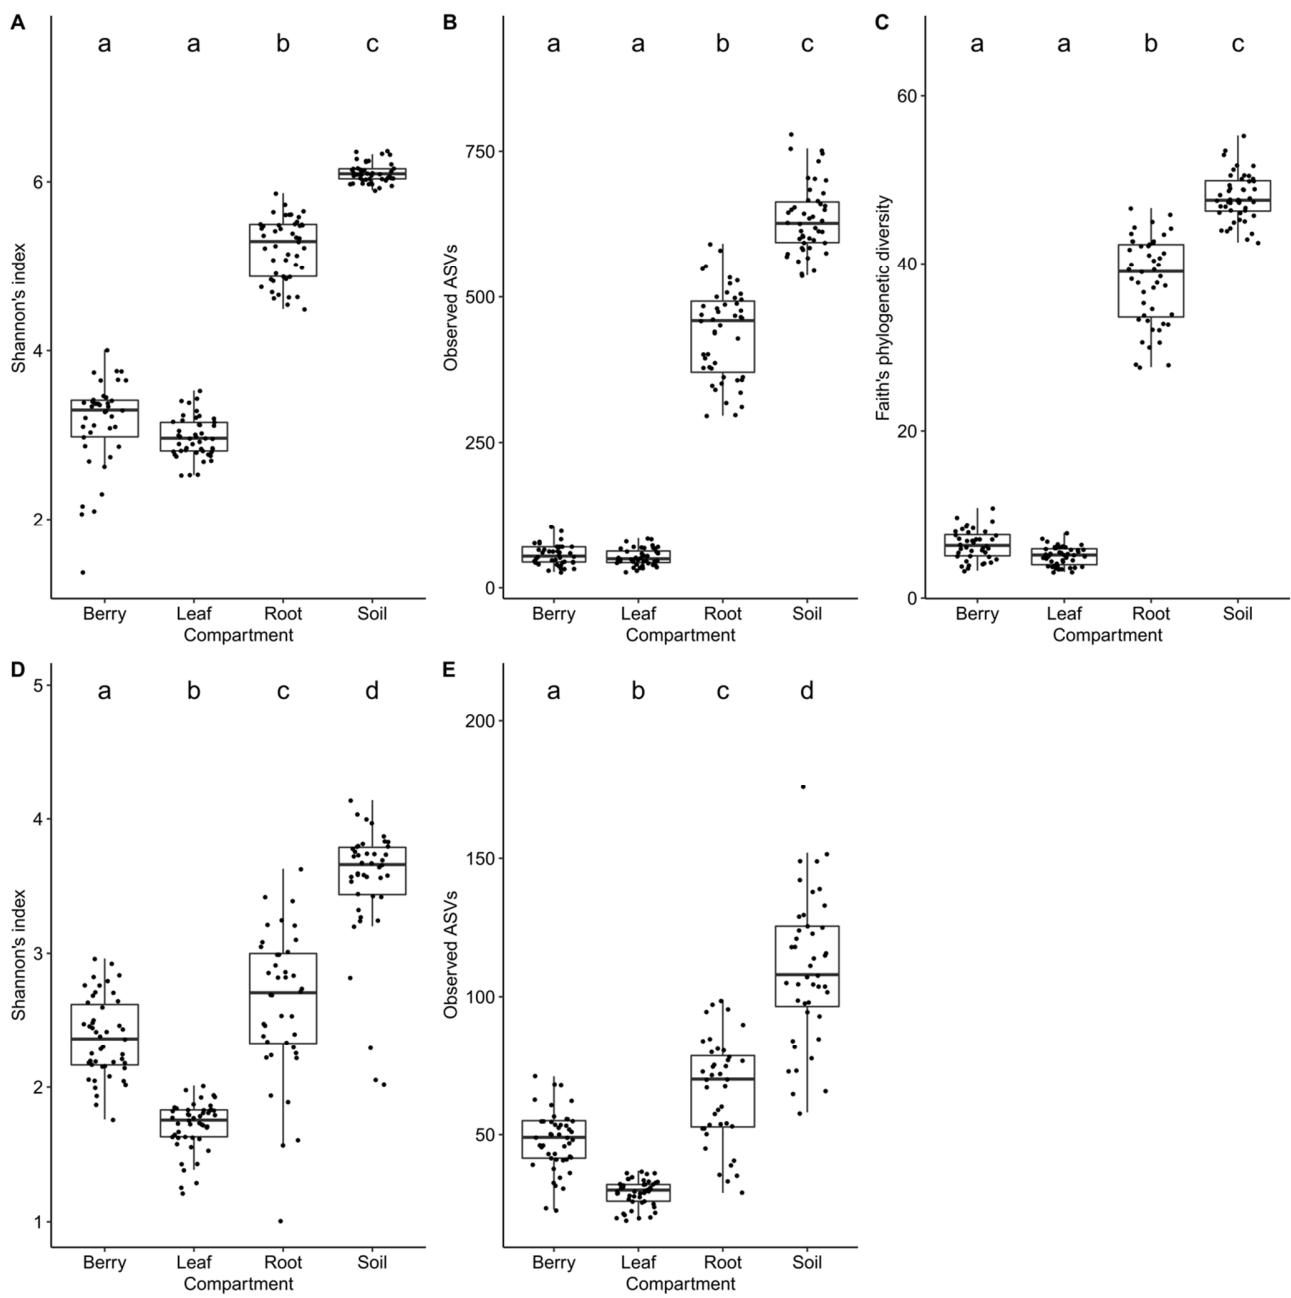 A
a a b c
Shannon's index
6
4
2
Berry Leaf Root Soil
Compartment
B
a a b c
Observed ASVs
750
500
250
0
Berry Leaf Root Soil
Compartment
C
a a b c
Faith's phylogenetic diversity
60
40
20
0
Berry Leaf Root Soil
Compartment
D
a b c d
Shannon's index
5
4
3
2
1
Berry Leaf Root Soil
Compartment
E
a b c d
Observed ASVs
200
150
100
50
Berry Leaf Root Soil
Compartment